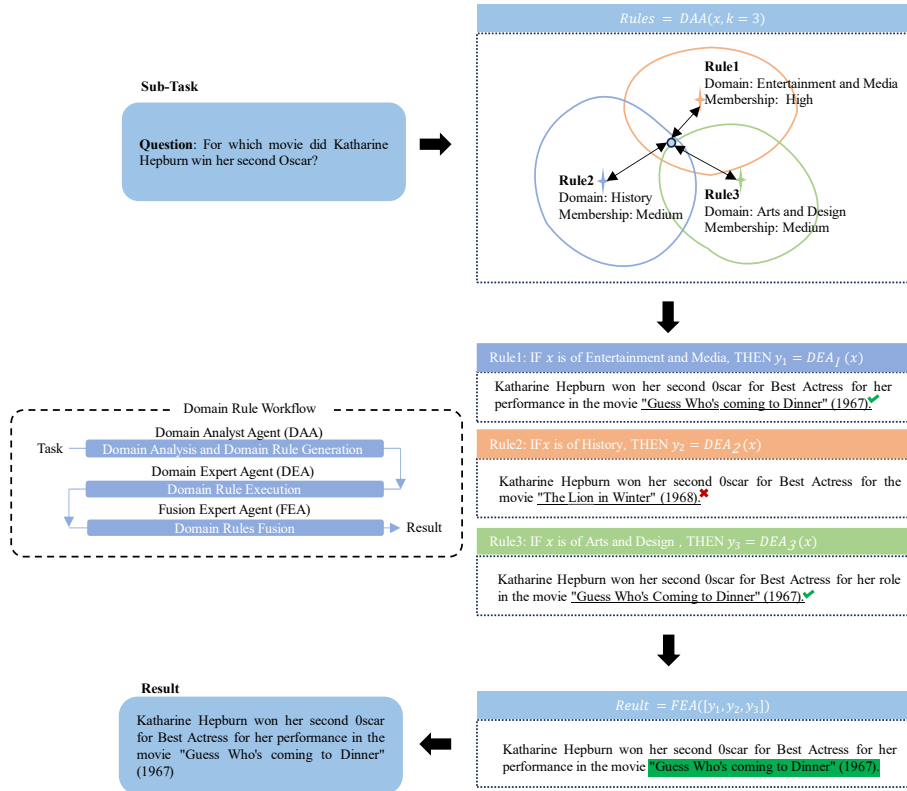 Sub-Task
Question: For which movie did Katharine
Hepburn win her second Oscar?
Rules = DAA(x, k = 3)
Rule1
Domain: Entertainment and Media
Membership: High
Rule2
Domain: History
Membership: Medium
Rule3
Domain: Arts and Design
Membership: Medium
Rule1: IF x is of Entertainment and Media, THEN y₁ = DEA₁(x)
Katharine Hepburn won her second 0scar for Best Actress for her
performance in the movie "Guess Who's coming to Dinner" (1967).
Rule2: IFx is of History, THEN y₂ = DEA₂(x)
Katharine Hepburn won her second 0scar for Best Actress for the
movie "The Lion in Winter" (1968).
Rule3: IF x is of Arts and Design , THEN y₃ = DEA₃(x)
Katharine Hepburn won her second 0scar for Best Actress for her role
in the movie "Guess Who's Coming to Dinner" (1967).
Domain Rule Workflow
Domain Analyst Agent (DAA)
Task
Domain Analysis and Domain Rule Generation
Domain Expert Agent (DEA)
Domain Rule Execution
Fusion Expert Agent (FEA)
Domain Rules Fusion
Result
Reult = FEA([y₁, y₂, y₃])
Katharine Hepburn won her second 0scar for Best Actress for her
performance in the movie "Guess Who's coming to Dinner" (1967).
Result
Katharine Hepburn won her second 0scar
for Best Actress for her performance in the
movie "Guess Who's coming to Dinner"
(1967)